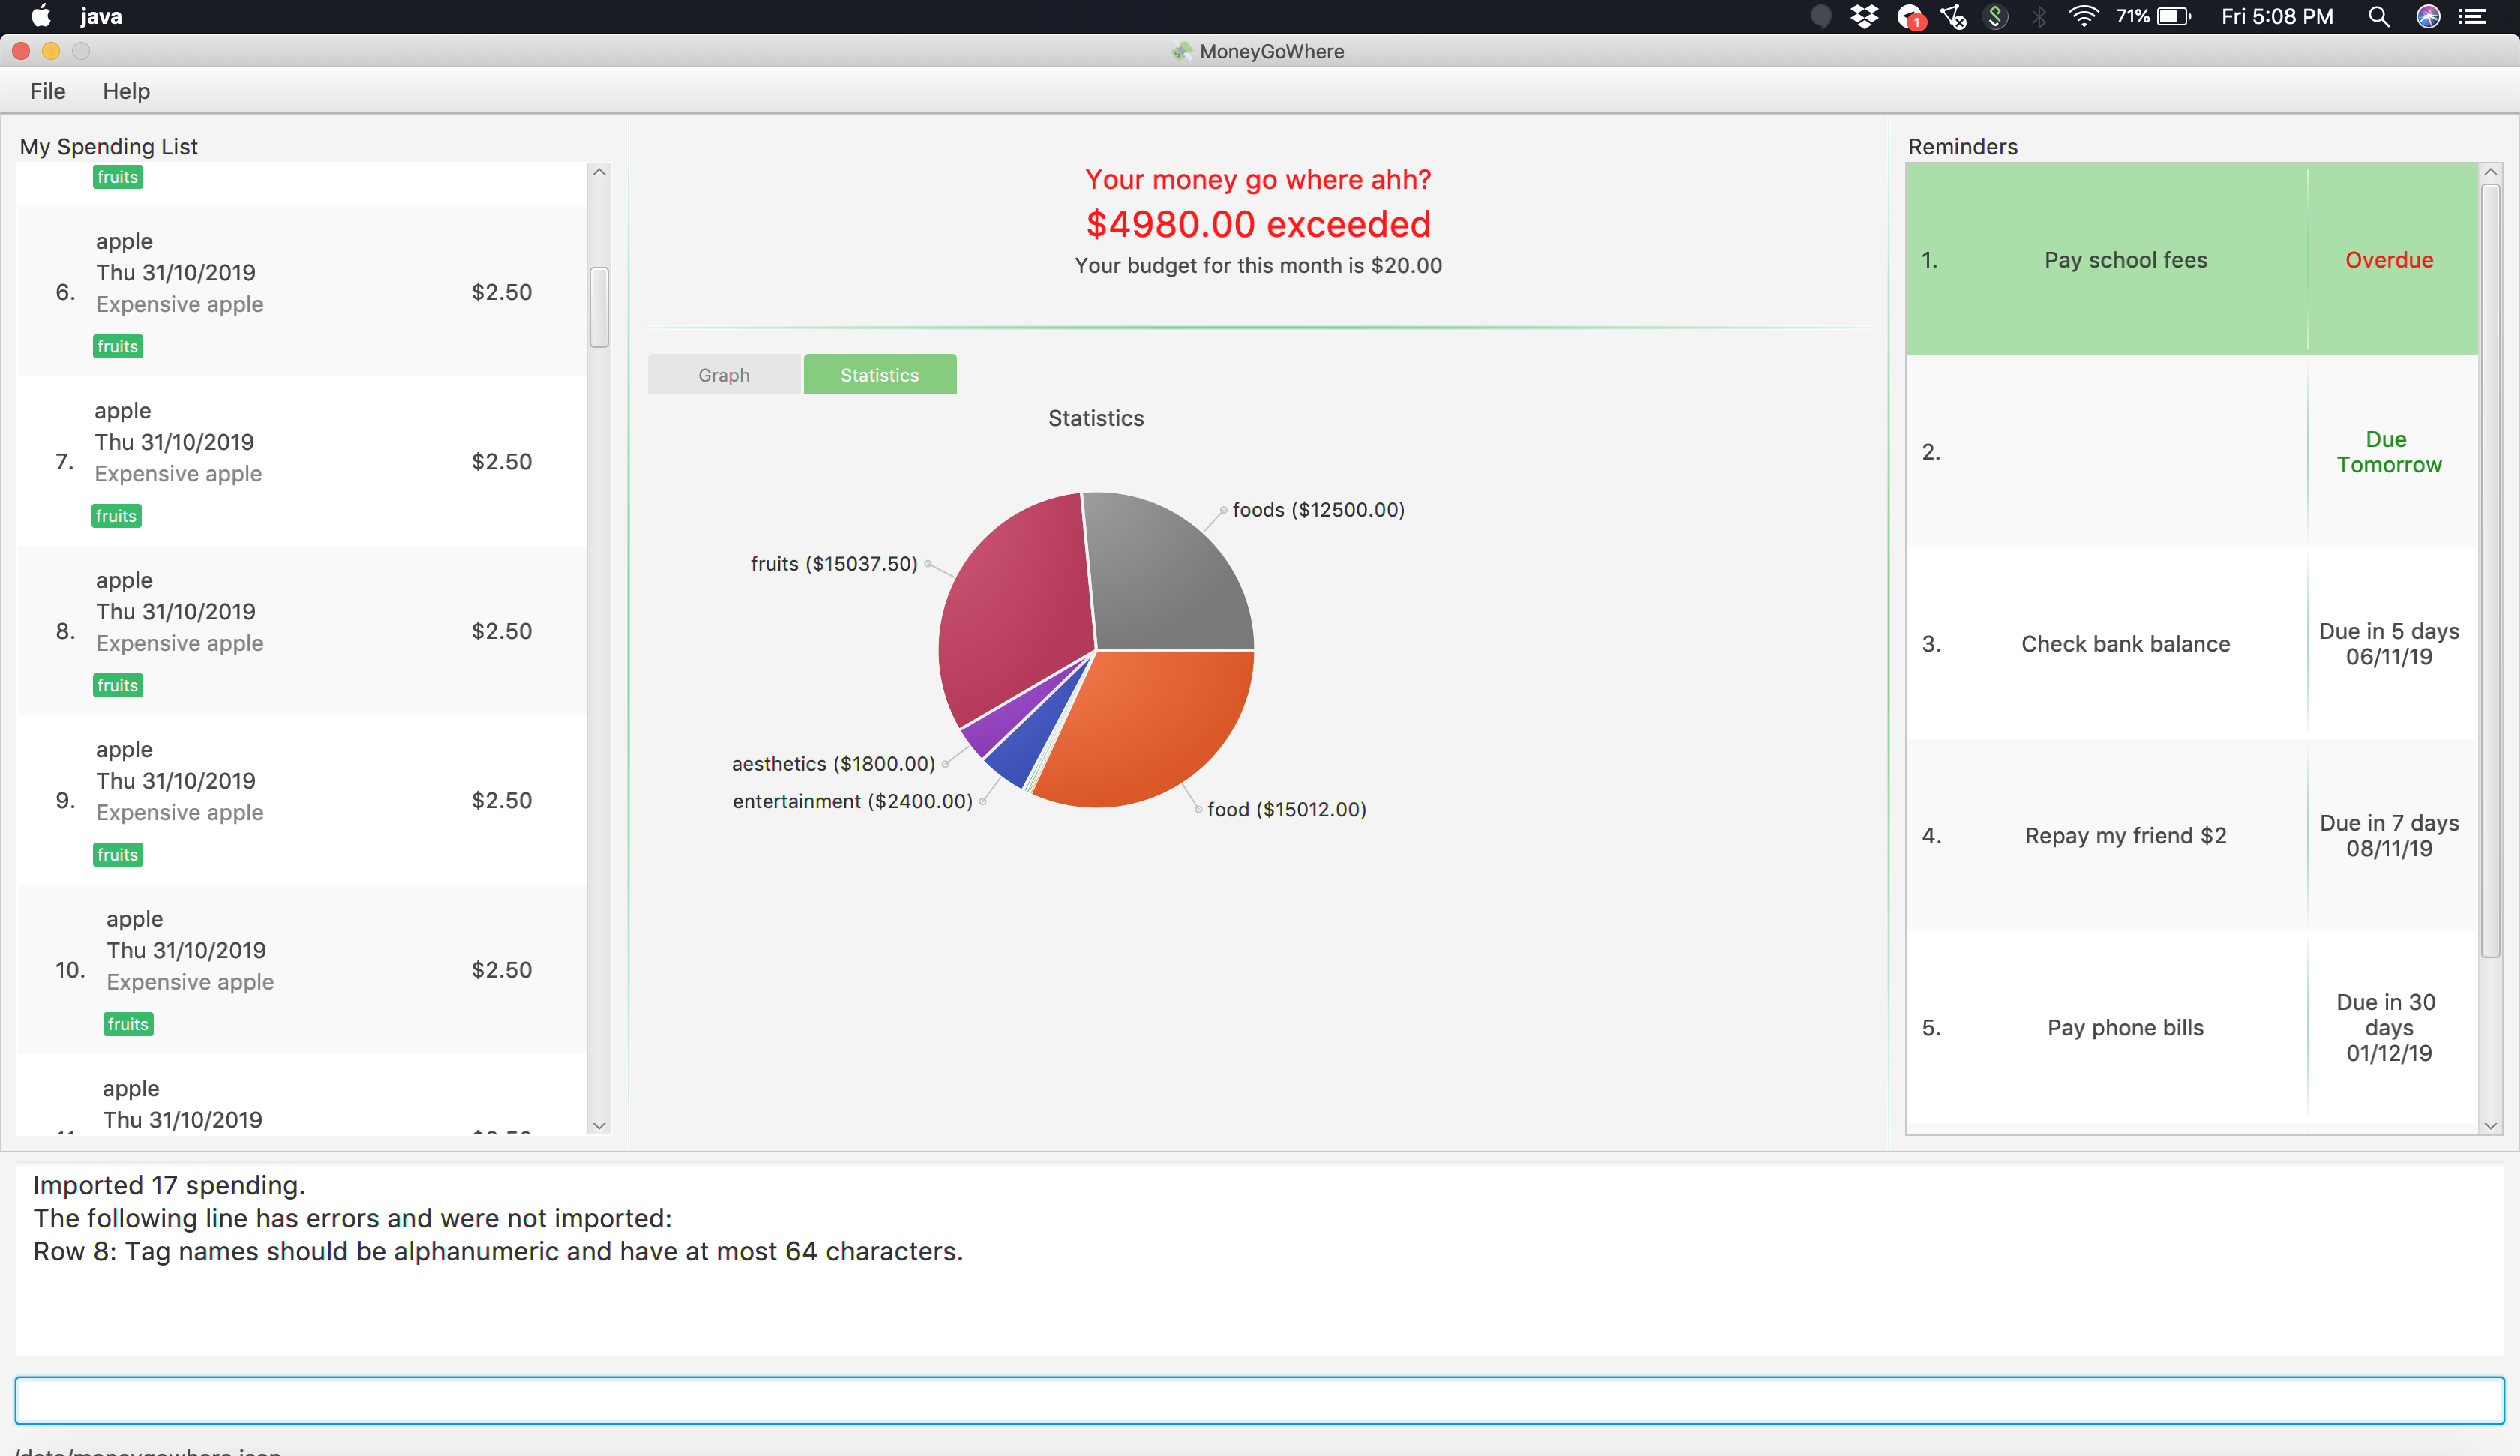 java
1
71%
Fri 5:08 PM
MoneyGoWhere
File
Help
My Spending List
fruits
6.
apple
Thu 31/10/2019
Expensive apple
$2.50
fruits
7.
apple
Thu 31/10/2019
Expensive apple
$2.50
fruits
8.
apple
Thu 31/10/2019
Expensive apple
$2.50
fruits
9.
apple
Thu 31/10/2019
Expensive apple
$2.50
fruits
10.
apple
Thu 31/10/2019
Expensive apple
$2.50
fruits
apple
Thu 31/10/2019
Your money go where ahh?
$4980.00 exceeded
Your budget for this month is $20.00
Graph
Statistics
Statistics
foods ($12500.00)
fruits ($15037.50)
aesthetics ($1800.00)
entertainment ($2400.00)
food ($15012.00)
Reminders
1.
Pay school fees
Overdue
2.
Due
Tomorrow
3.
Check bank balance
Due in 5 days
06/11/19
4.
Repay my friend $2
Due in 7 days
08/11/19
5.
Pay phone bills
Due in 30
days
01/12/19
Imported 17 spending.
The following line has errors and were not imported:
Row 8: Tag names should be alphanumeric and have at most 64 characters.